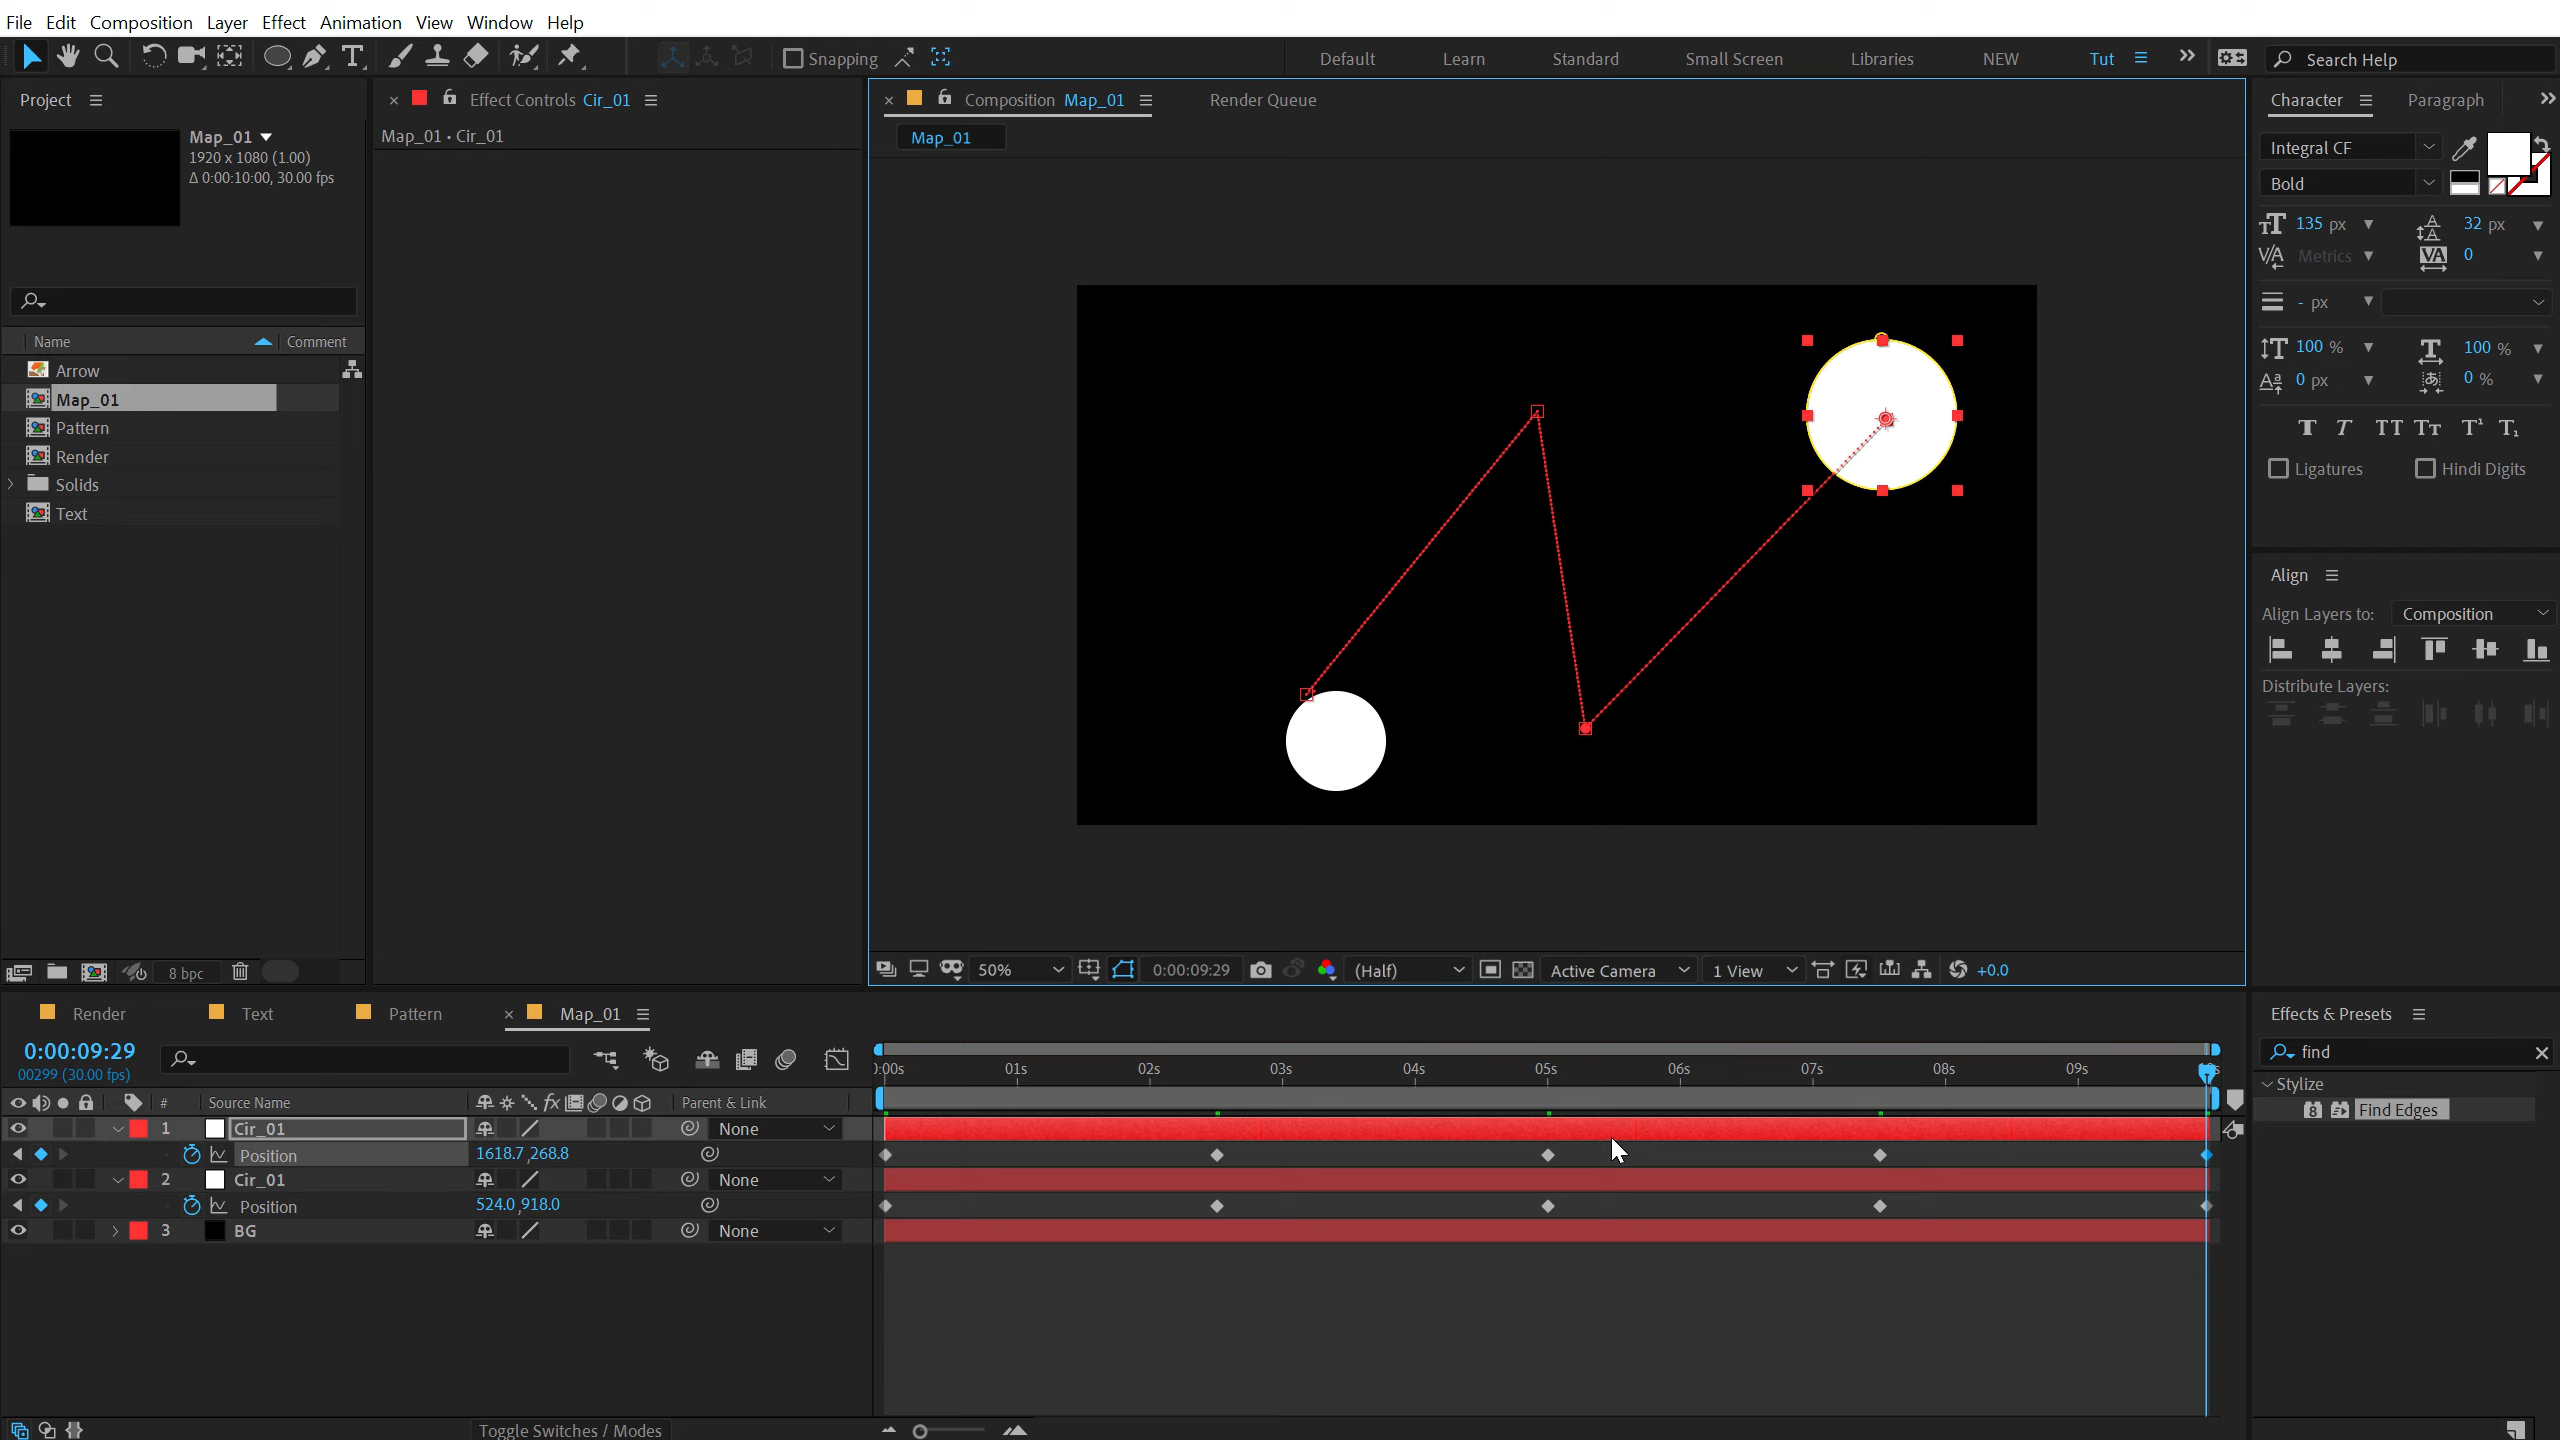 File Edit Composition Layer Effect Animation View Window Help
Snapping Default Learn Standard Small Screen Libraries NEW Tut Search Help
Project
Map_01
1920 x 1080 (1.00)
Δ 0:00:10:00, 30.00 fps
Name Comment
Arrow
Map_01
Pattern
Render
Solids
Text
8 bpc
Effect Controls Cir_01
Map_01 • Cir_01
Composition Map_01 Render Queue
Map_01
50% 0:00:09:29 (Half) Active Camera 1 View +0.0
Character Paragraph
Integral CF
Bold
135 px 32 px
Metrics 0
- px
100 % 100 %
0 px 0 %
Ligatures Hindi Digits
Align
Align Layers to: Composition
Distribute Layers:
Render Text Pattern Map_01
0:00:09:29
00299 (30.00 fps)
# Source Name Parent & Link
1 Cir_01 None
Position 1618.7,268.8
2 Cir_01 None
Position 524.0,918.0
3 BG None
Toggle Switches / Modes
:00s 01s 02s 03s 04s 05s 06s 07s 08s 09s
Effects & Presets
find
Stylize
Find Edges